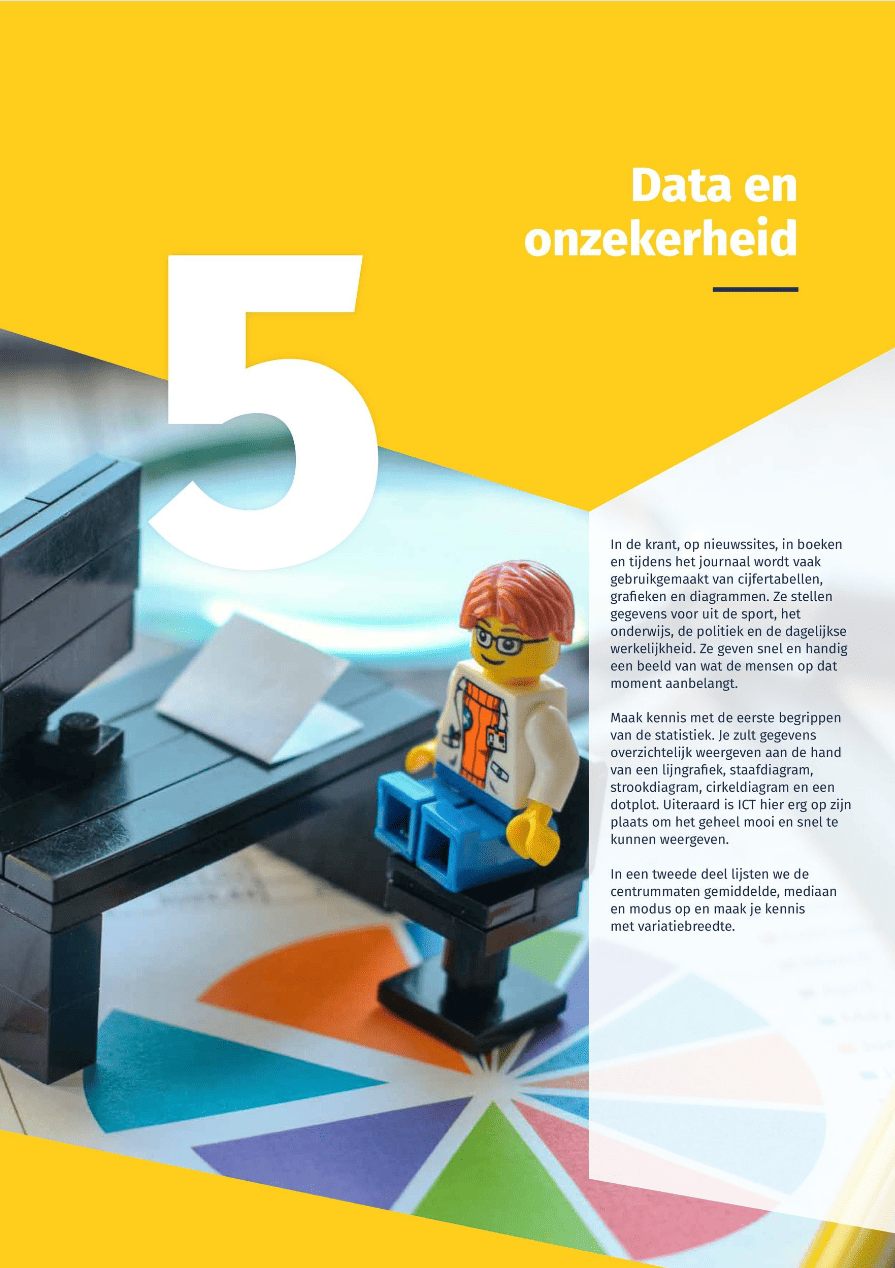 Data en
onzekerheid
5
In de krant, op nieuwssites, in boeken
en tijdens het journaal wordt vaak
gebruikgemaakt van cijfertabellen,
grafieken en diagrammen. Ze stellen
gegevens voor uit de sport, het
onderwijs, de politiek en de dagelijkse
werkelijkheid. Ze geven snel en handig
een beeld van wat de mensen op dat
moment aanbelangt.
Maak kennis met de eerste begrippen
van de statistiek. Je zult gegevens
overzichtelijk weergeven aan de hand
van een lijngrafiek, staafdiagram,
strookdiagram, cirkeldiagram en een
dotplot. Uiteraard is ICT hier erg op zijn
plaats om het geheel mooi en snel te
kunnen weergeven.
In een tweede deel lijsten we de
centrummaten gemiddelde, mediaan
en modus op en maak je kennis
met variatiebreedte.